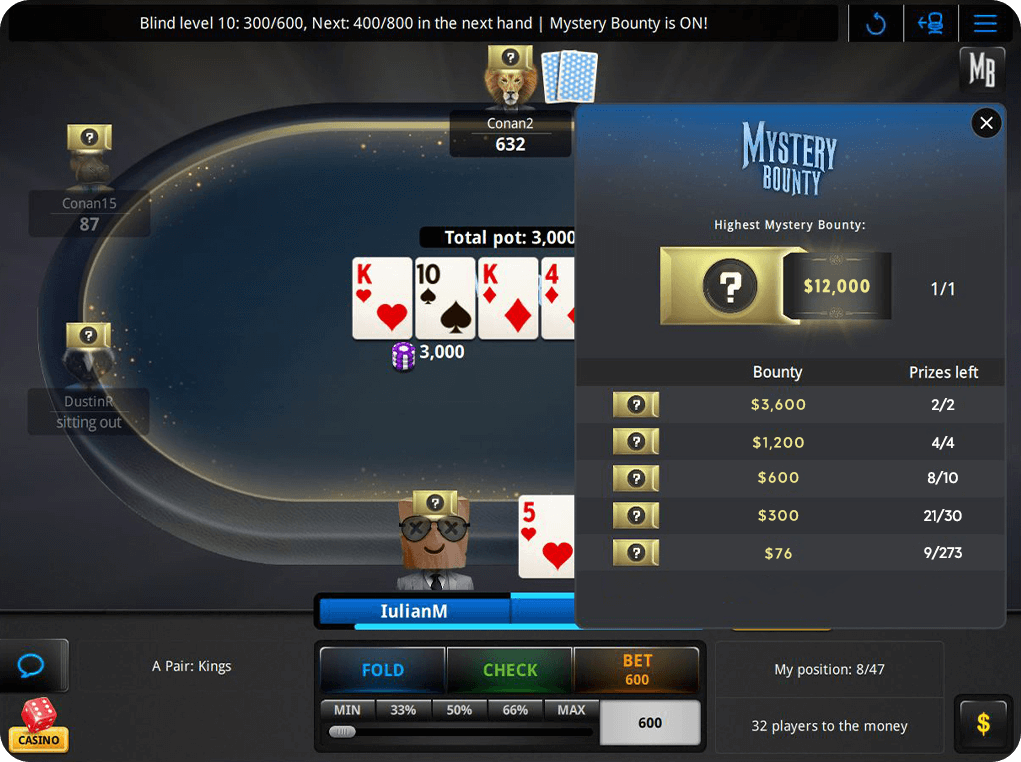 Blind level 10: 300/600, Next: 400/800 in the next hand | Mystery Bounty is ON!
MB
?
Conan2
632
?
Conan15
87
MYSTERY
BOUNTY
Highest Mystery Bounty:
? $12,000 1/1
Total pot: 3,000
K 10 K 4
3,000
?
DustinR
sitting out
Bounty Prizes left
? $3,600 2/2
? $1,200 4/4
? $600 8/10
? $300 21/30
? $76 9/273
?
5
IulianM
A Pair: Kings
FOLD CHECK BET
600
MIN 33% 50% 66% MAX
600
My position: 8/47
32 players to the money
CASINO
$